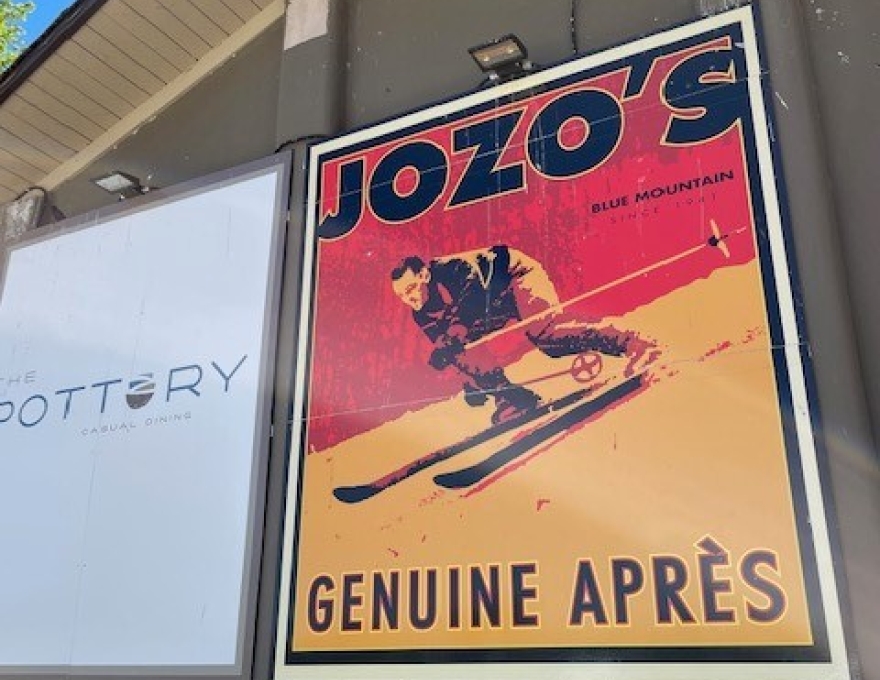 THE
POTTERY
CASUAL DINING
JOZO'S
BLUE MOUNTAIN
SINCE 1941
GENUINE APRÈS